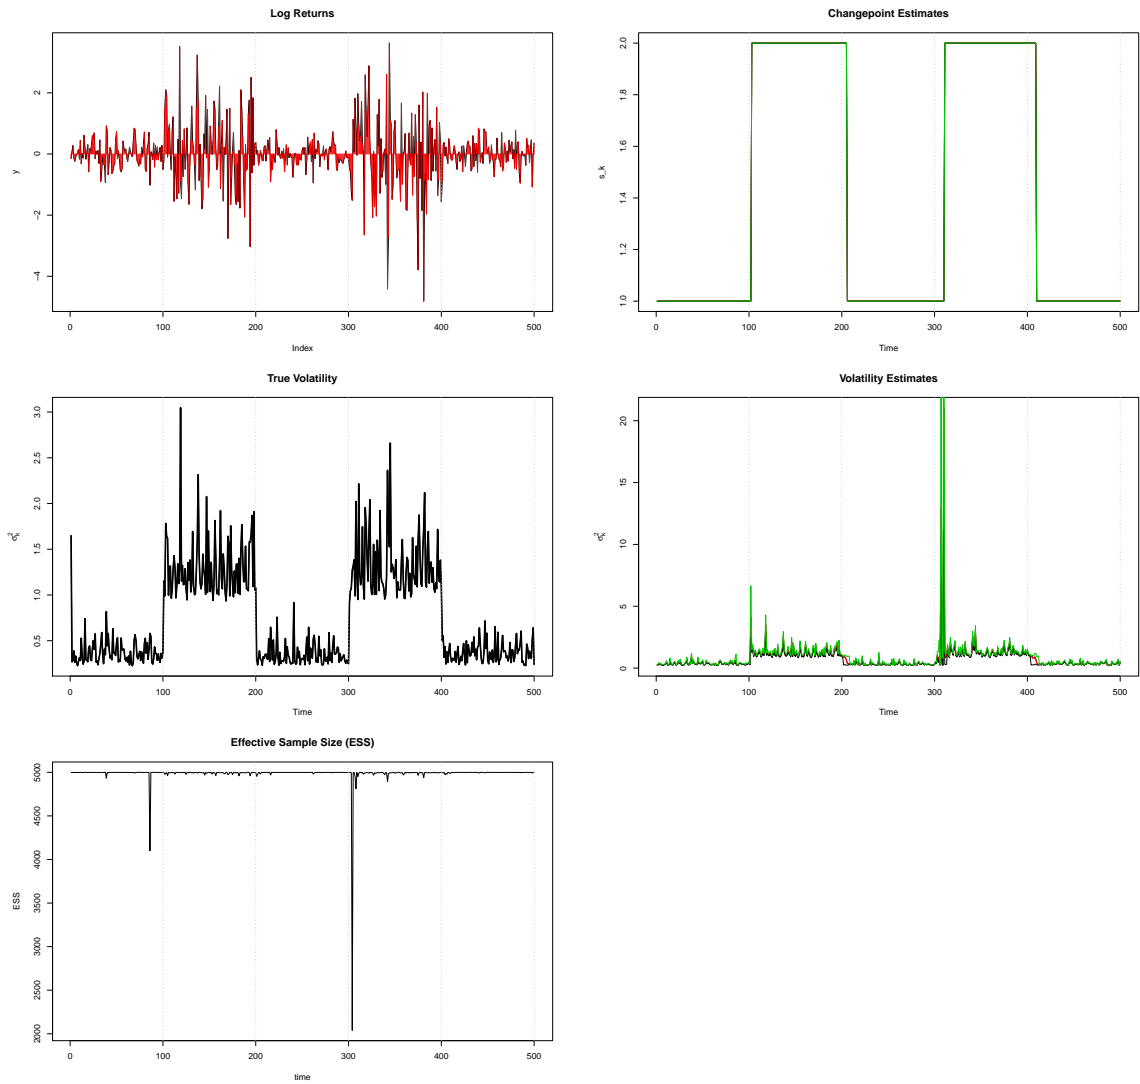 Log Returns
y
2
0
−2
−4
0 100 200 300 400 500
Index
Changepoint Estimates
s_k
2.0
1.8
1.6
1.4
1.2
1.0
0 100 200 300 400 500
Time
True Volatility
σ²ₖ
3.0
2.5
2.0
1.5
1.0
0.5
0 100 200 300 400 500
Time
Volatility Estimates
σ²ₖ
20
15
10
5
0
0 100 200 300 400 500
Time
Effective Sample Size (ESS)
ESS
5000
4500
4000
3500
3000
2500
2000
0 100 200 300 400 500
time